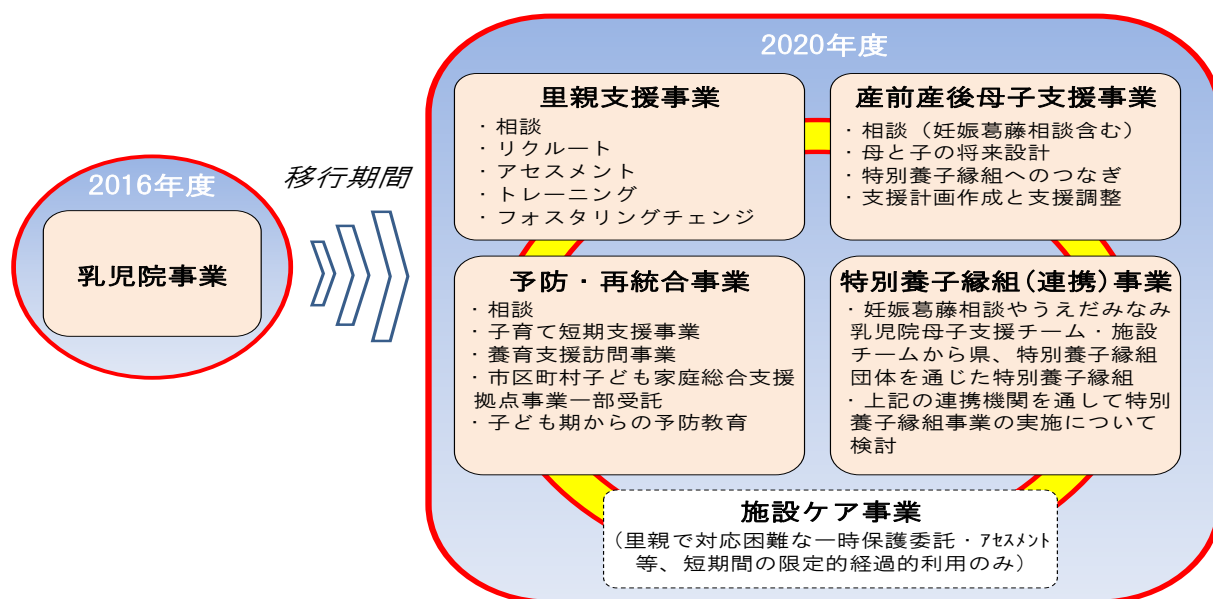 2016年度
乳児院事業
移行期間
2020年度
里親支援事業
・相談
・リクルート
・アセスメント
・トレーニング
・フォスタリングチェンジ
産前産後母子支援事業
・相談（妊娠葛藤相談含む）
・母と子の将来設計
・特別養子縁組へのつなぎ
・支援計画作成と支援調整
予防・再統合事業
・相談
・子育て短期支援事業
・養育支援訪問事業
・市区町村子ども家庭総合支援
拠点事業一部受託
・子ども期からの予防教育
特別養子縁組(連携)事業
・妊娠葛藤相談やうえだみなみ
乳児院母子支援チーム・施設
チームから県、特別養子縁組
団体を通じた特別養子縁組
・上記の連携機関を通して特別
養子縁組事業の実施について
検討
施設ケア事業
（里親で対応困難な一時保護委託・ｱｾｽﾒﾝﾄ
等、短期間の限定的経過的利用のみ）